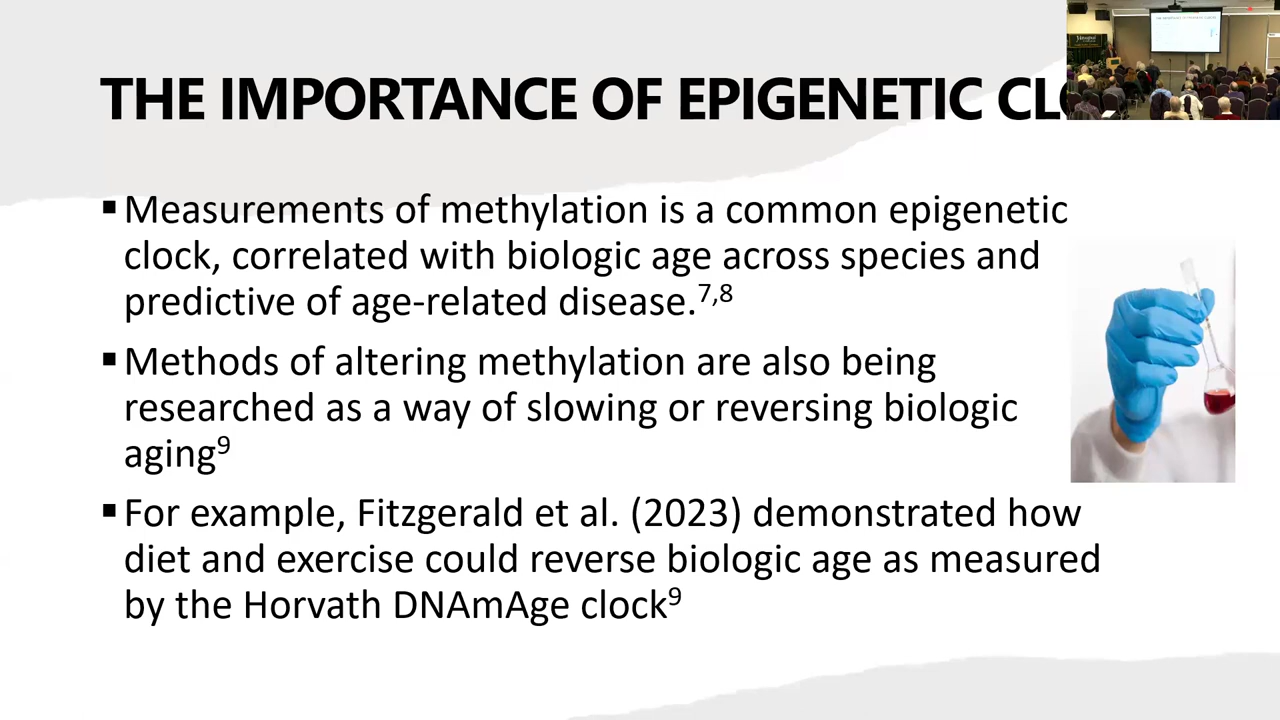 THE IMPORTANCE OF EPIGENETIC
▪ Measurements of methylation is a common epigenetic
clock, correlated with biologic age across species and
predictive of age-related disease.7,8
▪ Methods of altering methylation are also being
researched as a way of slowing or reversing biologic
aging9
▪ For example, Fitzgerald et al. (2023) demonstrated how
diet and exercise could reverse biologic age as measured
by the Horvath DNAmAge clock9